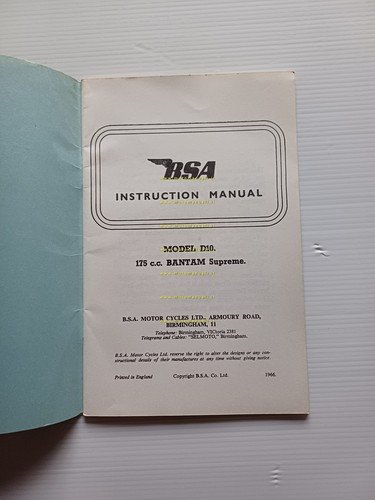 BSA
INSTRUCTION MANUAL
MODEL D10.
175 c.c. BANTAM Supreme.
B.S.A. MOTOR CYCLES LTD., ARMOURY ROAD,
BIRMINGHAM, 11
Telephone: Birmingham, VICtoria 2381
Telegrams and Cables: "SELMOTO," Birmingham.
B.S.A. Motor Cycles Ltd. reserve the right to alter the designs or any con-
structional details of their manufactures at any time without giving notice.
Printed in England Copyright B.S.A. Co. Ltd. 1966.